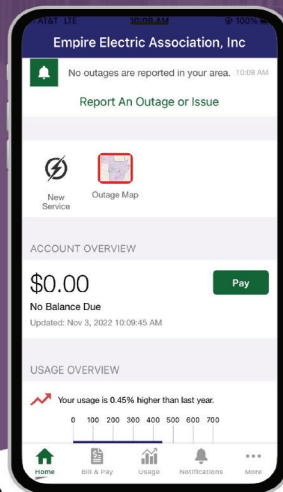 AT&T LTE 10:09 AM 100%
Empire Electric Association, Inc
No outages are reported in your area. 10:09 AM
Report An Outage or Issue
New Service
Outage Map
ACCOUNT OVERVIEW
$0.00
Pay
No Balance Due
Updated: Nov 3, 2022 10:09:45 AM
USAGE OVERVIEW
Your usage is 0.45% higher than last year.
0 100 200 300 400 500 600 700
Home Bill & Pay Usage Notifications More